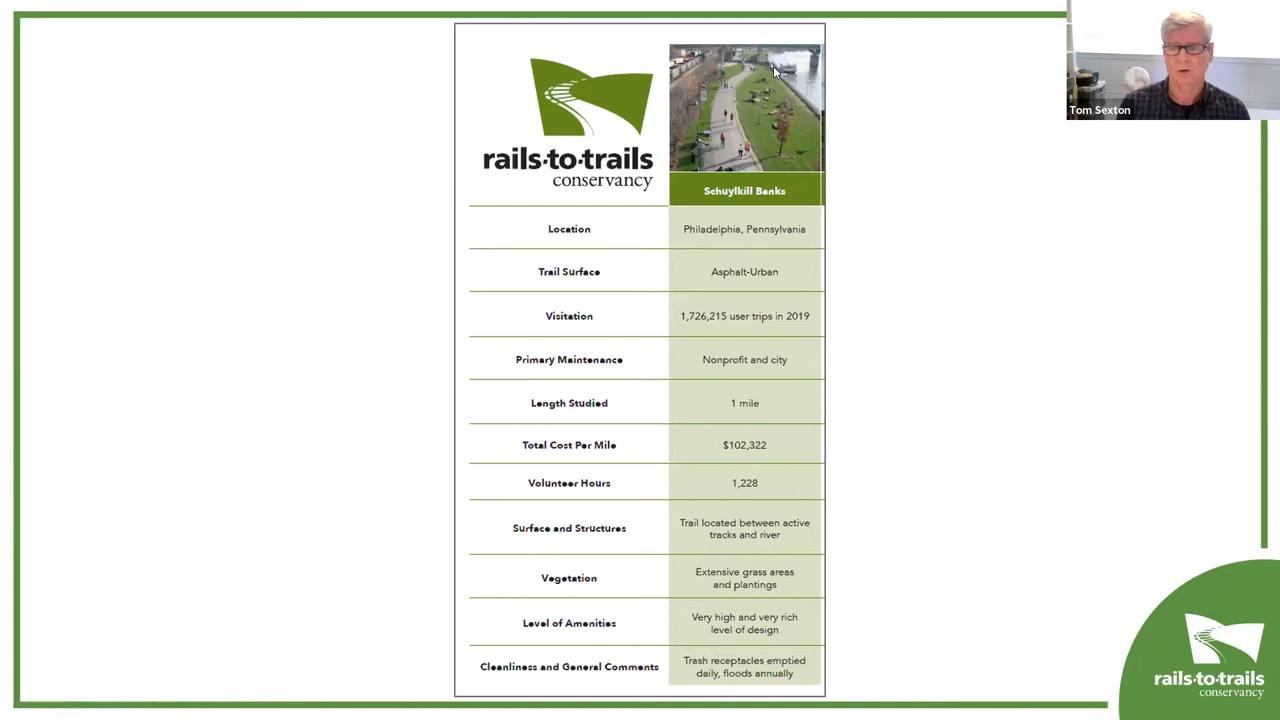 Tom Sexton
rails·to·trails
conservancy
Schuylkill Banks
Location
Philadelphia, Pennsylvania
Trail Surface
Asphalt-Urban
Visitation
1,726,215 user trips in 2019
Primary Maintenance
Nonprofit and city
Length Studied
1 mile
Total Cost Per Mile
$102,322
Volunteer Hours
1,228
Surface and Structures
Trail located between active
tracks and river
Vegetation
Extensive grass areas
and plantings
Level of Amenities
Very high and very rich
level of design
Cleanliness and General Comments
Trash receptacles emptied
daily, floods annually
rails·to·trails
conservancy